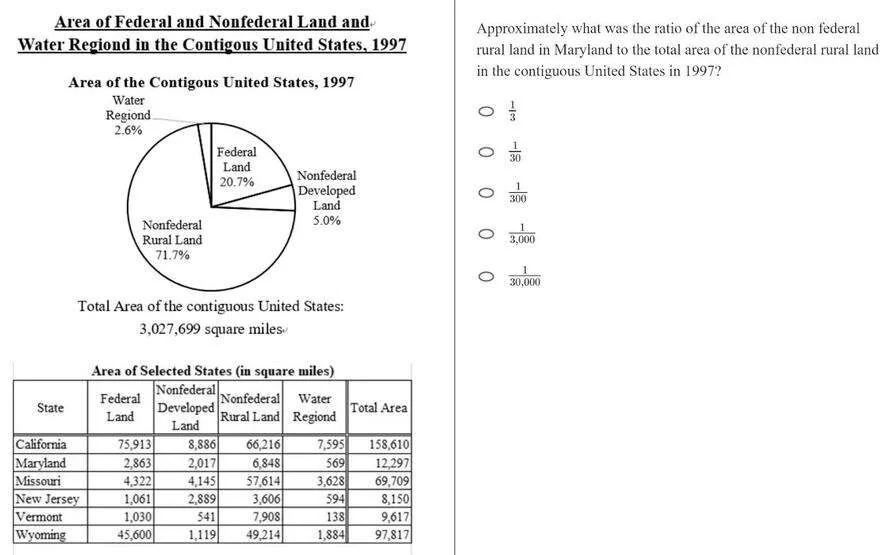 Area of Federal and Nonfederal Land and
Water Regiond in the Contigous United States, 1997
Area of the Contigous United States, 1997
Water
Regiond
2.6%
Federal
Land
20.7%
Nonfederal
Developed
Land
5.0%
Nonfederal
Rural Land
71.7%
Total Area of the contiguous United States:
3,027,699 square miles
Area of Selected States (in square miles)
State Federal Land Nonfederal Developed Land Nonfederal Rural Land Water Regiond Total Area
California 75,913 8,886 66,216 7,595 158,610
Maryland 2,863 2,017 6,848 569 12,297
Missouri 4,322 4,145 57,614 3,628 69,709
New Jersey 1,061 2,889 3,606 594 8,150
Vermont 1,030 541 7,908 138 9,617
Wyoming 45,600 1,119 49,214 1,884 97,817
Approximately what was the ratio of the area of the non federal
rural land in Maryland to the total area of the nonfederal rural land
in the contiguous United States in 1997?
1/3
1/30
1/300
1/3,000
1/30,000